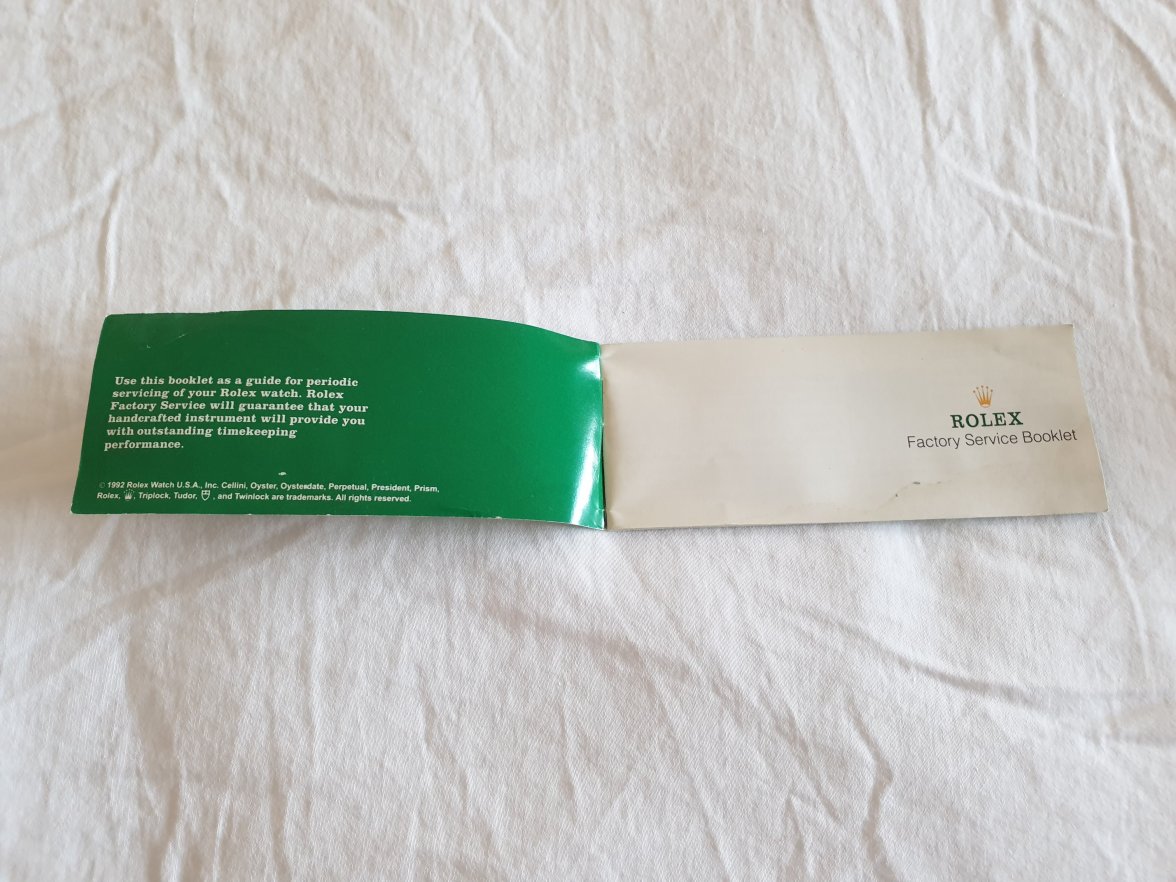 Use this booklet as a guide for periodic
servicing of your Rolex watch. Rolex
Factory Service will guarantee that your
handcrafted instrument will provide you
with outstanding timekeeping
performance.
© 1992 Rolex Watch U.S.A., Inc. Cellini, Oyster, Oysterdate, Perpetual, President, Prism,
Rolex, , Triplock, Tudor, , and Twinlock are trademarks. All rights reserved.
ROLEX
Factory Service Booklet